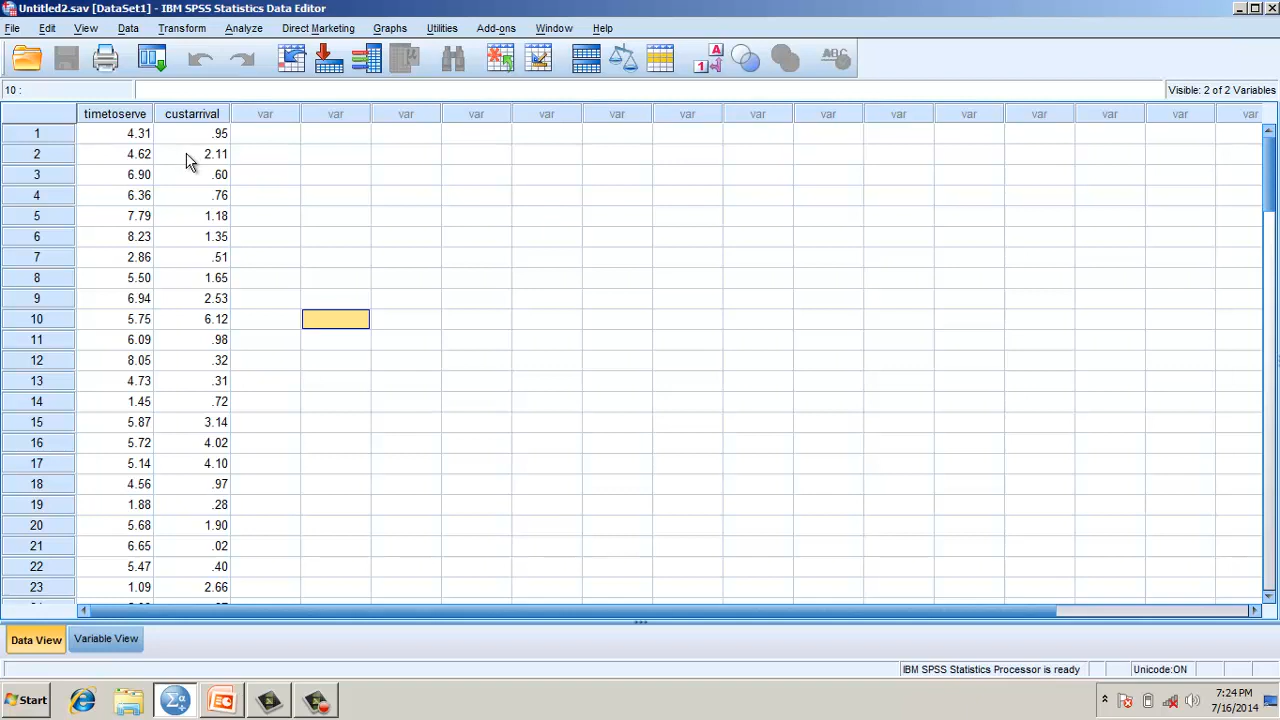 Untitled2.sav [DataSet1] - IBM SPSS Statistics Data Editor
File Edit View Data Transform Analyze Direct Marketing Graphs Utilities Add-ons Window Help
10 :
Visible: 2 of 2 Variables
timetoserve custarrival var var var var var var var var var var var var var var var
1 4.31 .95
2 4.62 2.11
3 6.90 .60
4 6.36 .76
5 7.79 1.18
6 8.23 1.35
7 2.86 .51
8 5.50 1.65
9 6.94 2.53
10 5.75 6.12
11 6.09 .98
12 8.05 .32
13 4.73 .31
14 1.45 .72
15 5.87 3.14
16 5.72 4.02
17 5.14 4.10
18 4.56 .97
19 1.88 .28
20 5.68 1.90
21 6.65 .02
22 5.47 .40
23 1.09 2.66
Data View Variable View
IBM SPSS Statistics Processor is ready Unicode:ON
Start 7:24 PM
7/16/2014